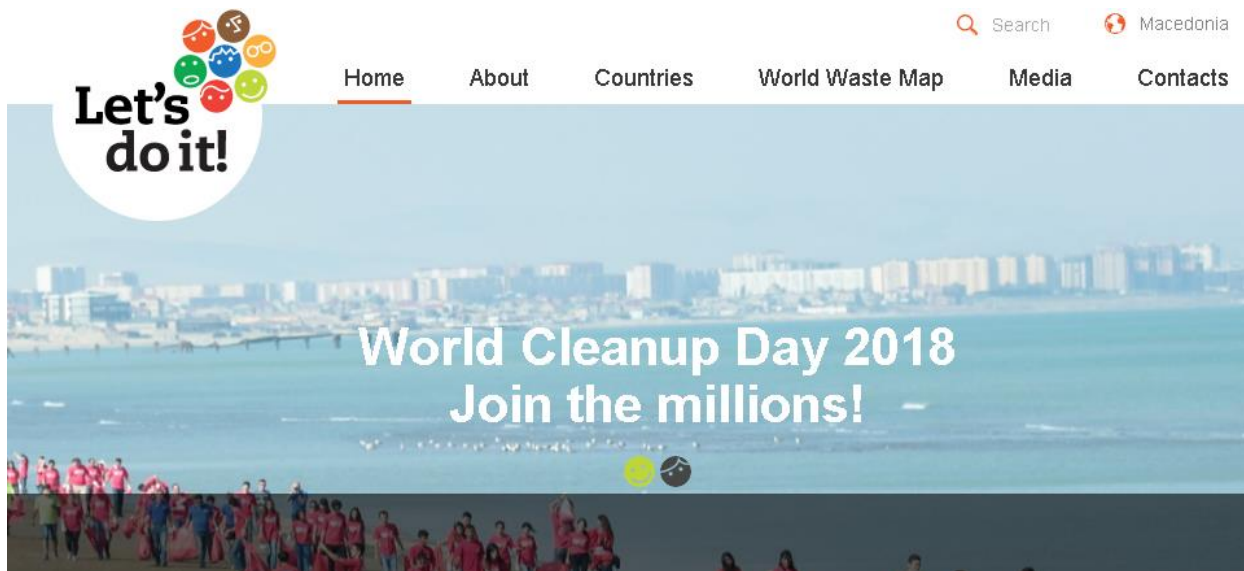 Search
Macedonia
Let's
do it!
Home
About
Countries
World Waste Map
Media
Contacts
World Cleanup Day 2018
Join the millions!